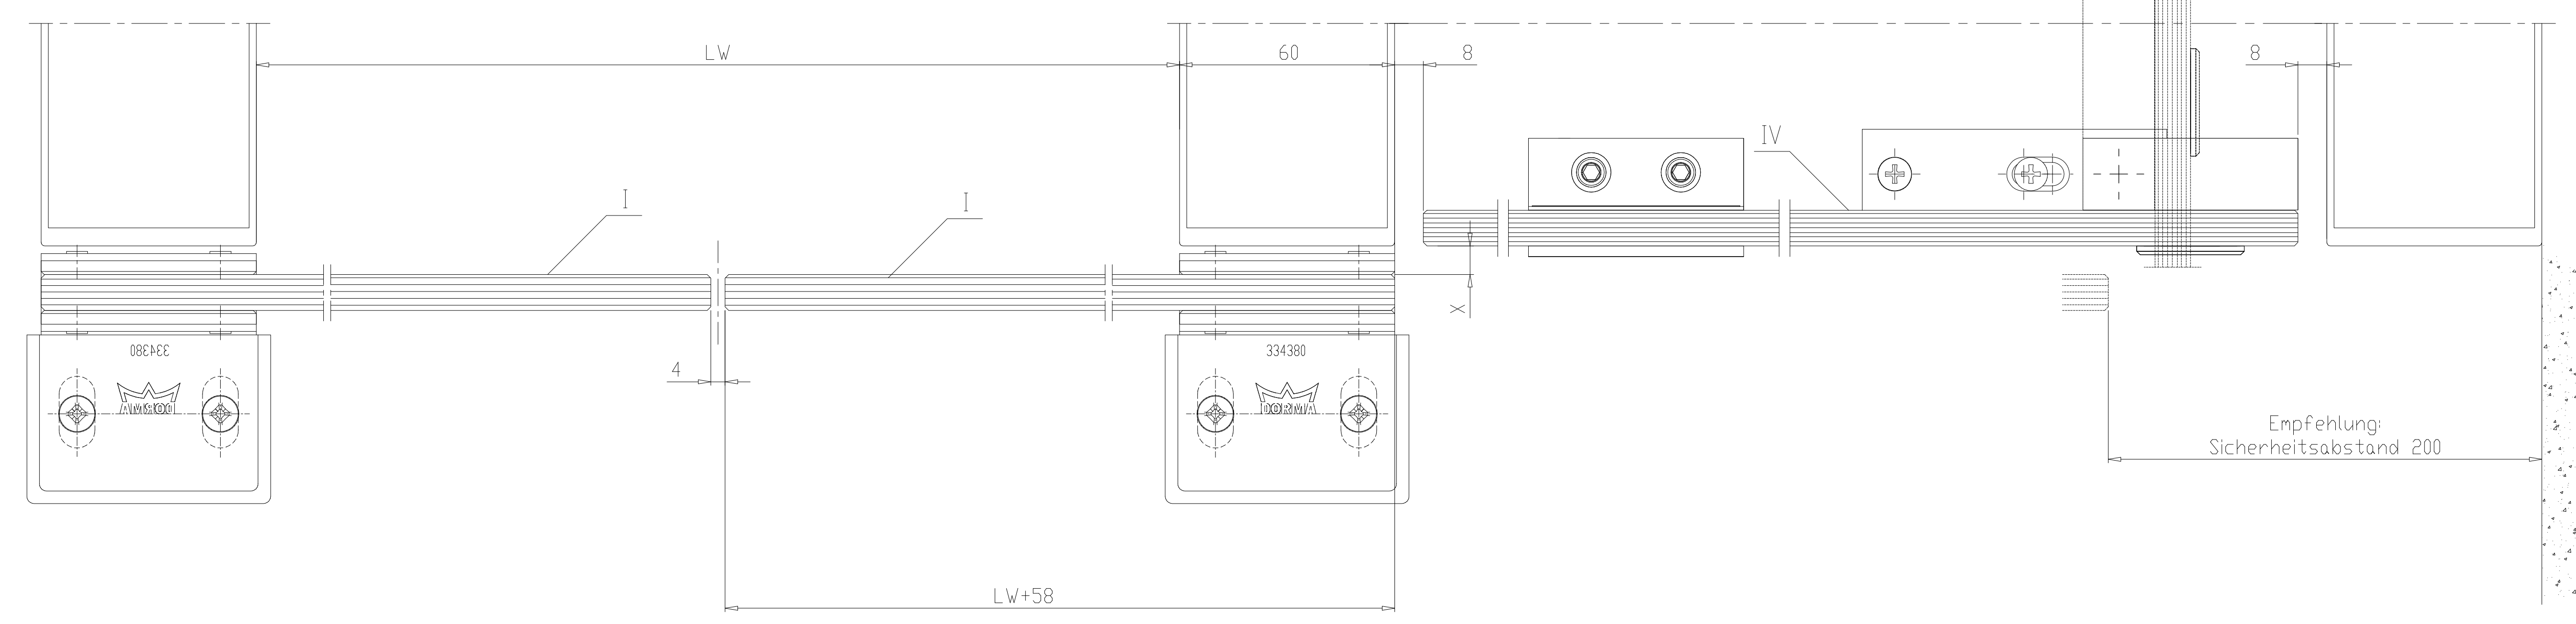 LW
60
8
8
IV
I
I
X
334380
334380
DORMA
DORMA
4
Empfehlung:
Sicherheitsabstand 200
LW+58